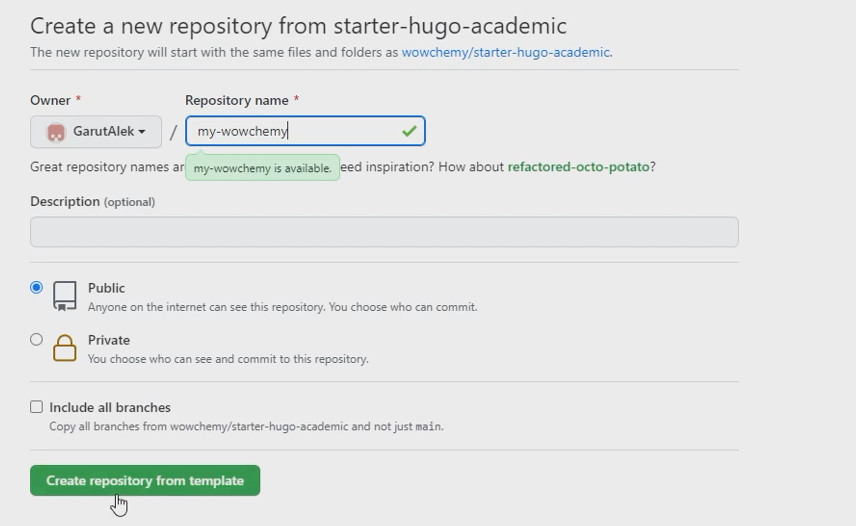 Create a new repository from starter-hugo-academic
The new repository will start with the same files and folders as wowchemy/starter-hugo-academic.
Owner *
Repository name *
GarutAlek / my-wowchemy
Great repository names ar eed inspiration? How about refactored-octo-potato?
my-wowchemy is available.
Description (optional)
Public
Anyone on the internet can see this repository. You choose who can commit.
Private
You choose who can see and commit to this repository.
Include all branches
Copy all branches from wowchemy/starter-hugo-academic and not just main.
Create repository from template